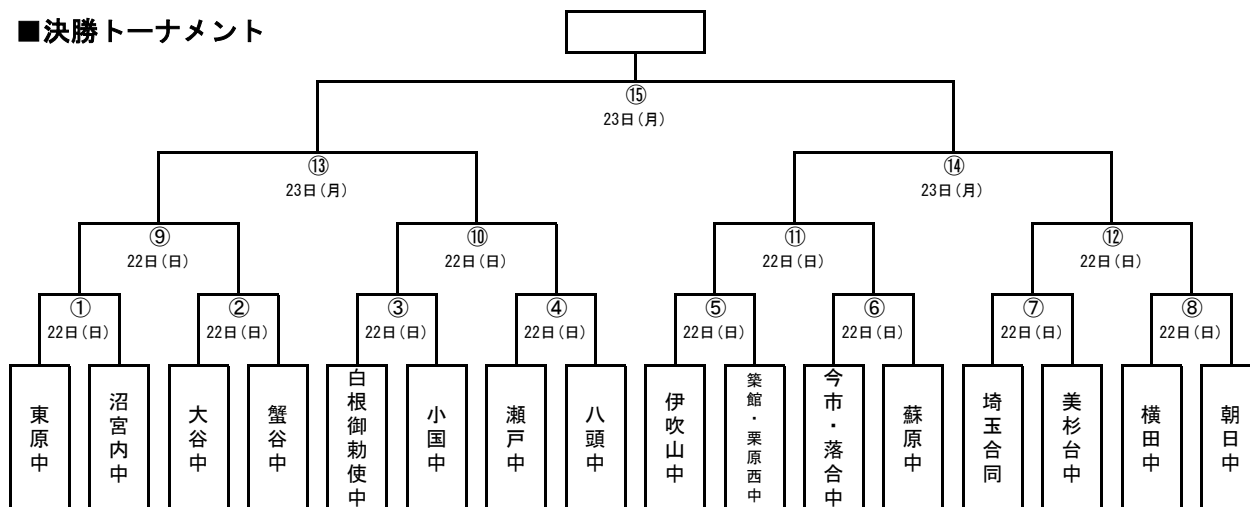 ■決勝トーナメント
⑮
23日(月)
⑬
⑭
23日(月)
23日(月)
⑨
⑩
⑪
⑫
22日(日)
22日(日)
22日(日)
22日(日)
①
②
③
④
⑤
⑥
⑦
⑧
22日(日)
22日(日)
22日(日)
22日(日)
22日(日)
22日(日)
22日(日)
22日(日)
東原中
沼宮内中
大谷中
蟹谷中
白根御勅使中
小国中
瀬戸中
八頭中
伊吹山中
築館・栗原西中
今市・落合中
蘇原中
埼玉合同
美杉台中
横田中
朝日中